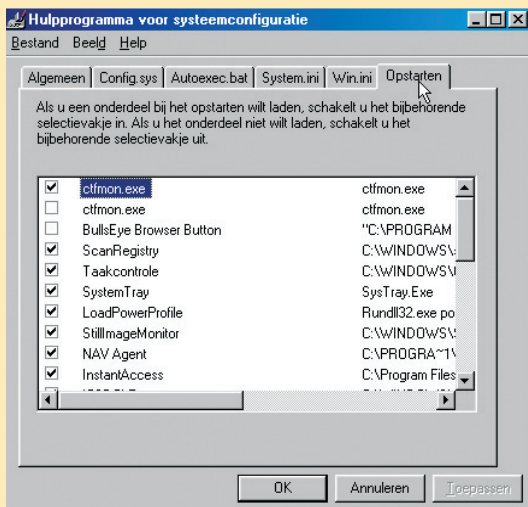 Hulpprogramma voor systeemconfiguratie
Bestand Beeld Help
Algemeen Config.sys Autoexec.bat System.ini Win.ini Opstarten
Als u een onderdeel bij het opstarten wilt laden, schakelt u het bijbehorende
selectievakje in. Als u het onderdeel niet wilt laden, schakelt u het
bijbehorende selectievakje uit.
ctfmon.exe ctfmon.exe
ctfmon.exe ctfmon.exe
BullsEye Browser Button "C:\PROGRAM
ScanRegistry C:\WINDOWS\
Taakcontrole C:\WINDOWS\
SystemTray SysTray.Exe
LoadPowerProfile Rundll32.exe po
StillImageMonitor C:\WINDOWS\
NAV Agent C:\PROGRA~1\
InstantAccess C:\Program Files
OK Annuleren Toepassen